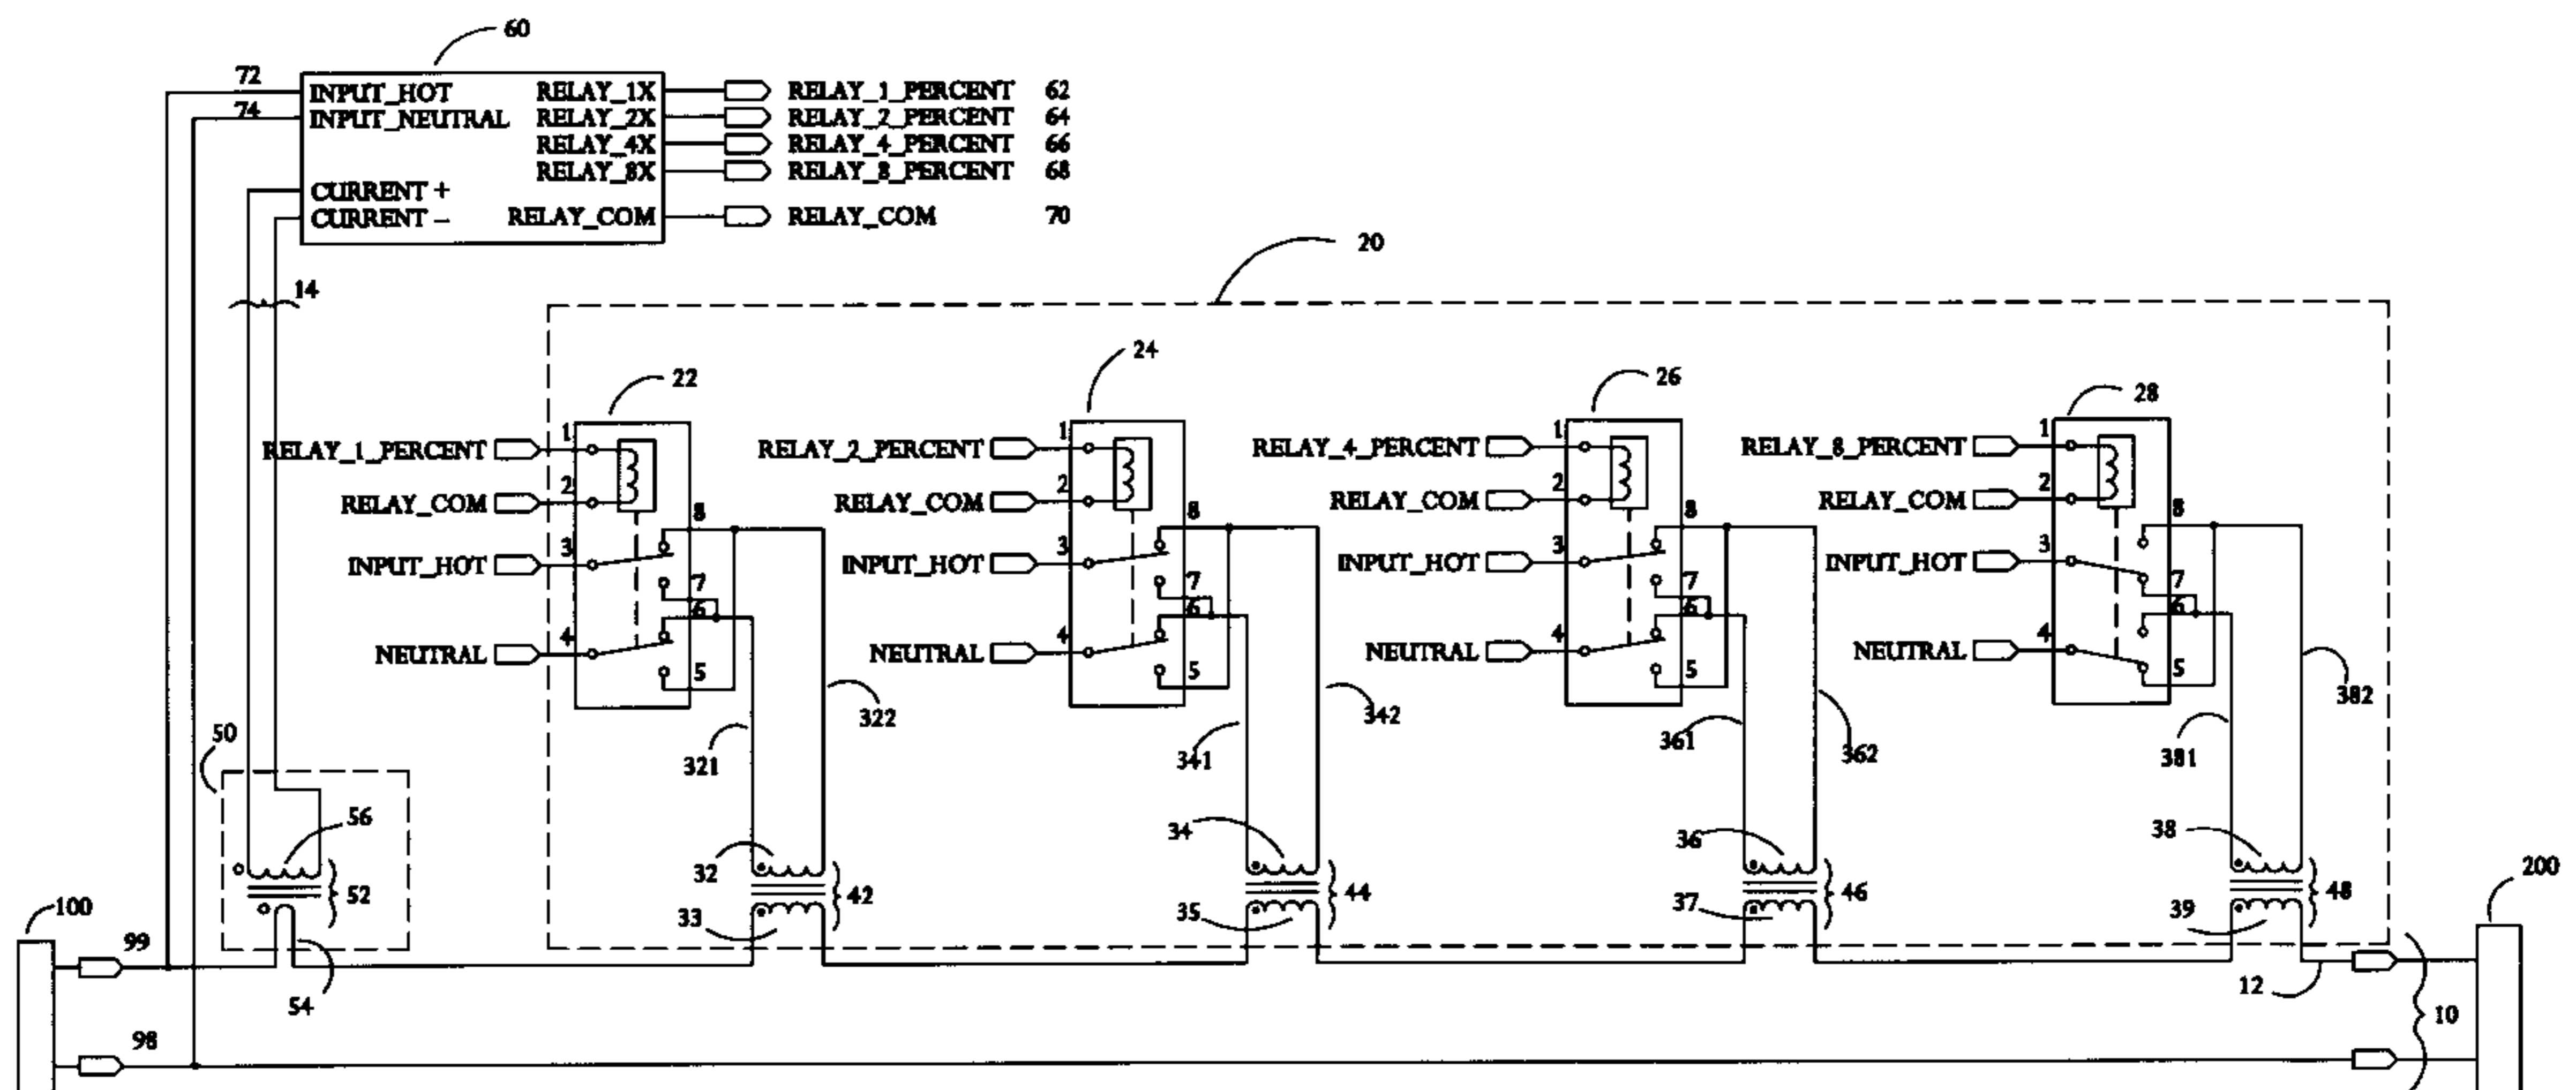 60
72
INPUT_HOT RELAY_1X RELAY_1_PERCENT 62
74
INPUT_NEUTRAL RELAY_2X RELAY_2_PERCENT 64
RELAY_4X RELAY_4_PERCENT 66
RELAY_8X RELAY_8_PERCENT 68
CURRENT +
CURRENT − RELAY_COM RELAY_COM 70
20
14
24
22
26
28
RELAY_1_PERCENT 1
RELAY_2_PERCENT 1
RELAY_4_PERCENT 1
RELAY_8_PERCENT 1
RELAY_COM 2
RELAY_COM 2
RELAY_COM 2
RELAY_COM 2
8
8
8
8
INPUT_HOT 3
INPUT_HOT 3
INPUT_HOT 3
INPUT_HOT 3
7
7
7
7
6
6
6
6
NEUTRAL 4
NEUTRAL 4
NEUTRAL 4
NEUTRAL 4
5
5
5
5
322
342
382
50
321
341
361
362
381
56
32
34
36
38
52
42
44
46
48
200
100
33
35
37
39
99
54
12
98
10